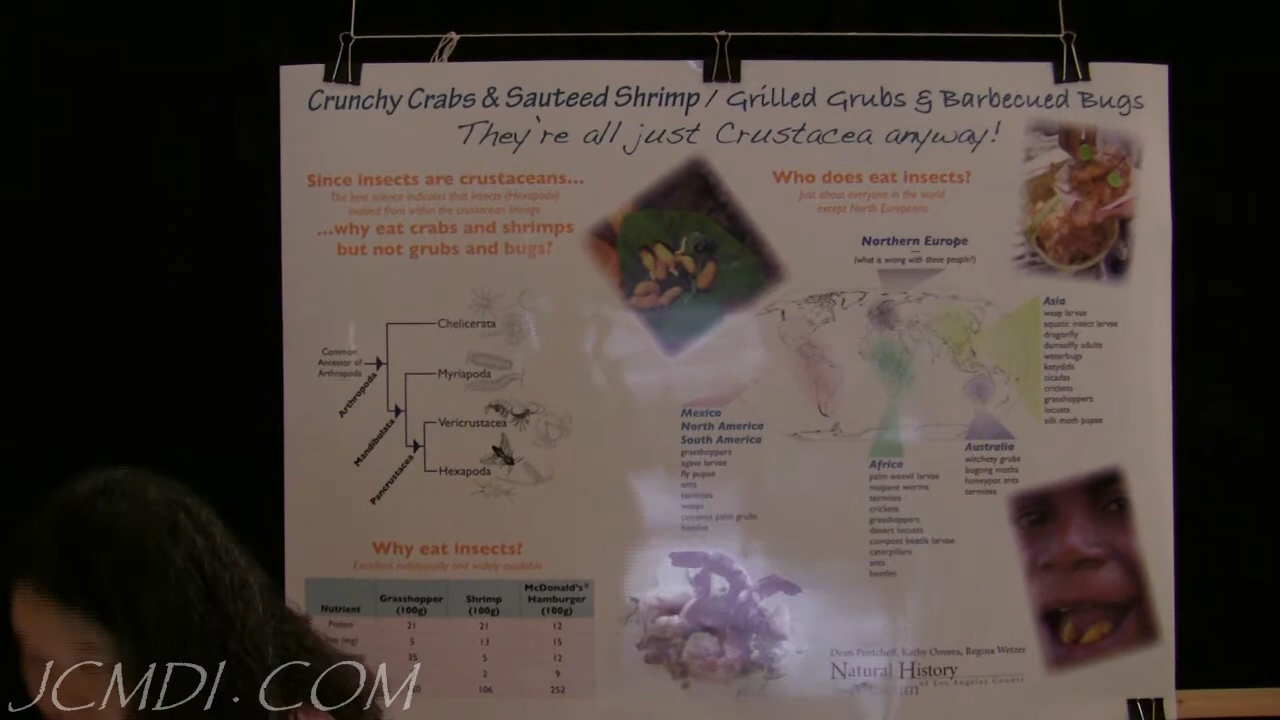 Crunchy Crabs & Sauteed Shrimp / Grilled Grubs & Barbecued Bugs
They're all just Crustacea anyway!
Since insects are crustaceans...
The best science indicates that insects (Hexapoda)
evolved from within the crustacean lineage
...why eat crabs and shrimps
but not grubs and bugs?
Common
Ancestor of
Arthropoda
Arthropoda
Mandibulata
Pancrustacea
Chelicerata
Myriapoda
Vericrustacea
Hexapoda
Why eat insects?
Excellent nutritionally and widely available
Nutrient Grasshopper (100g) Shrimp (100g) McDonald's® Hamburger (100g)
Protein 21 21 12
(mg) 5 13 15
35 5 12
2 9
106 252
Who does eat insects?
Just about everyone in the world
except North Europeans
Northern Europe
(what is wrong with these people?)
Asia
wasp larvae
aquatic insect larvae
dragonfly
damselfly adults
waterbugs
katydids
cicadas
crickets
grasshoppers
locusts
silk moth pupae
Mexico
North America
South America
grasshoppers
agave larvae
fly pupae
ants
termites
wasps
coconut palm grubs
beetles
Africa
palm weevil larvae
mopane worms
termites
crickets
grasshoppers
desert locusts
compost beetle larvae
caterpillars
ants
beetles
Australia
witchety grubs
bogong moths
honeypot ants
termites
Dean Pentcheff, Kathy Omura, Regina Wetzer
Natural History
Museum of Los Angeles County
JCMDI.COM